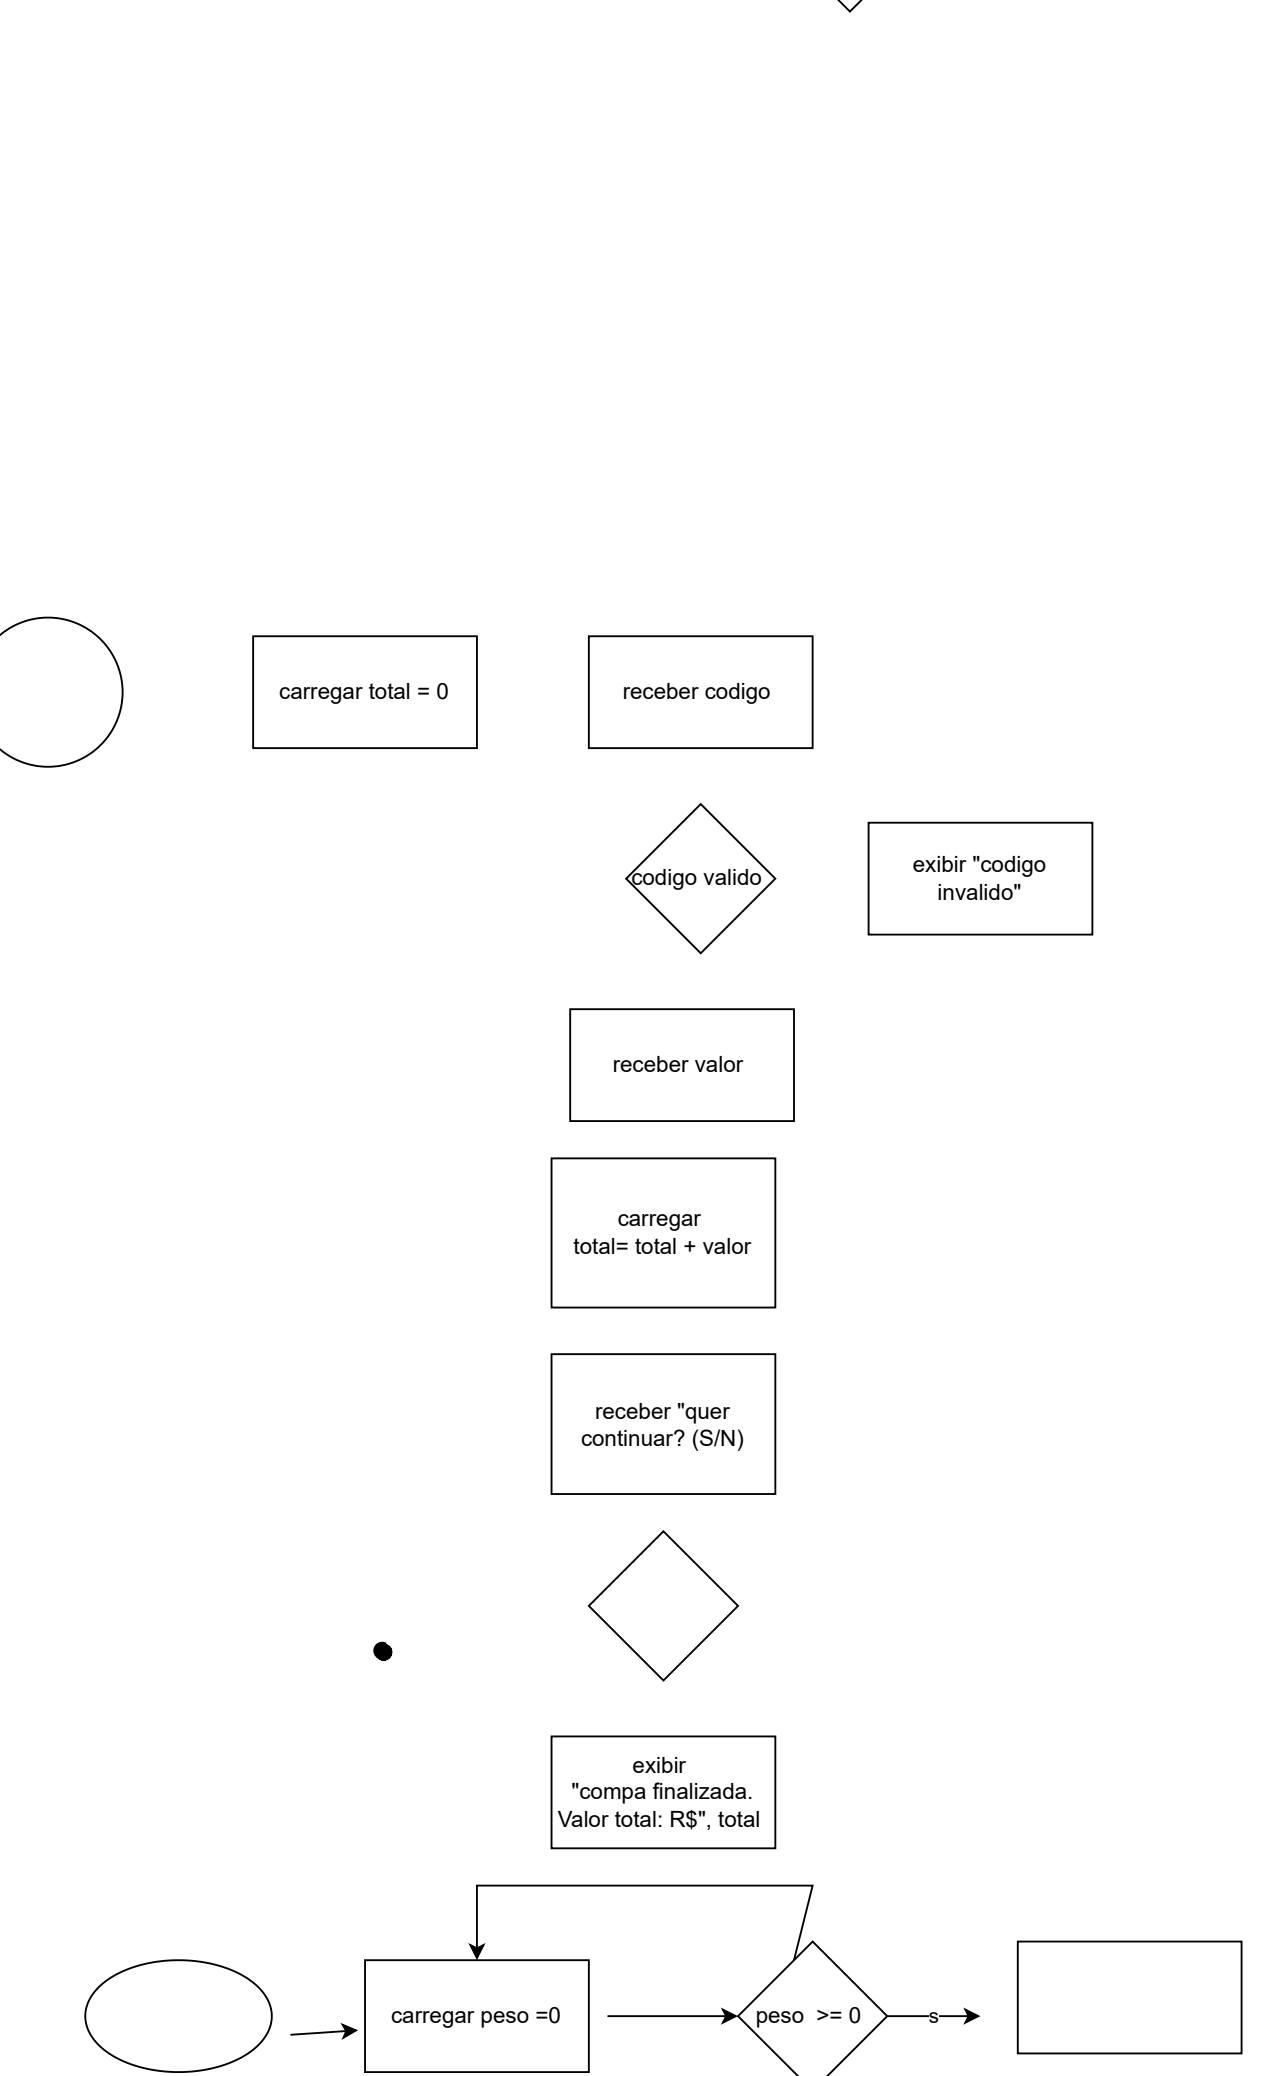 carregar total = 0
receber codigo
codigo valido
exibir "codigo
invalido"
receber valor
carregar
total= total + valor
receber "quer
continuar? (S/N)
exibir
"compa finalizada.
Valor total: R$", total
carregar peso =0
peso  >= 0
s